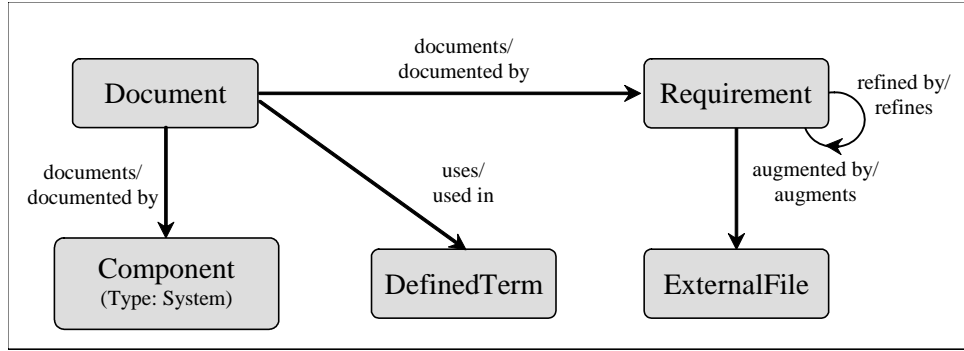 documents/
documented by
Document
Requirement
refined by/
refines
documents/
documented by
uses/
used in
augmented by/
augments
Component
(Type: System)
DefinedTerm
ExternalFile